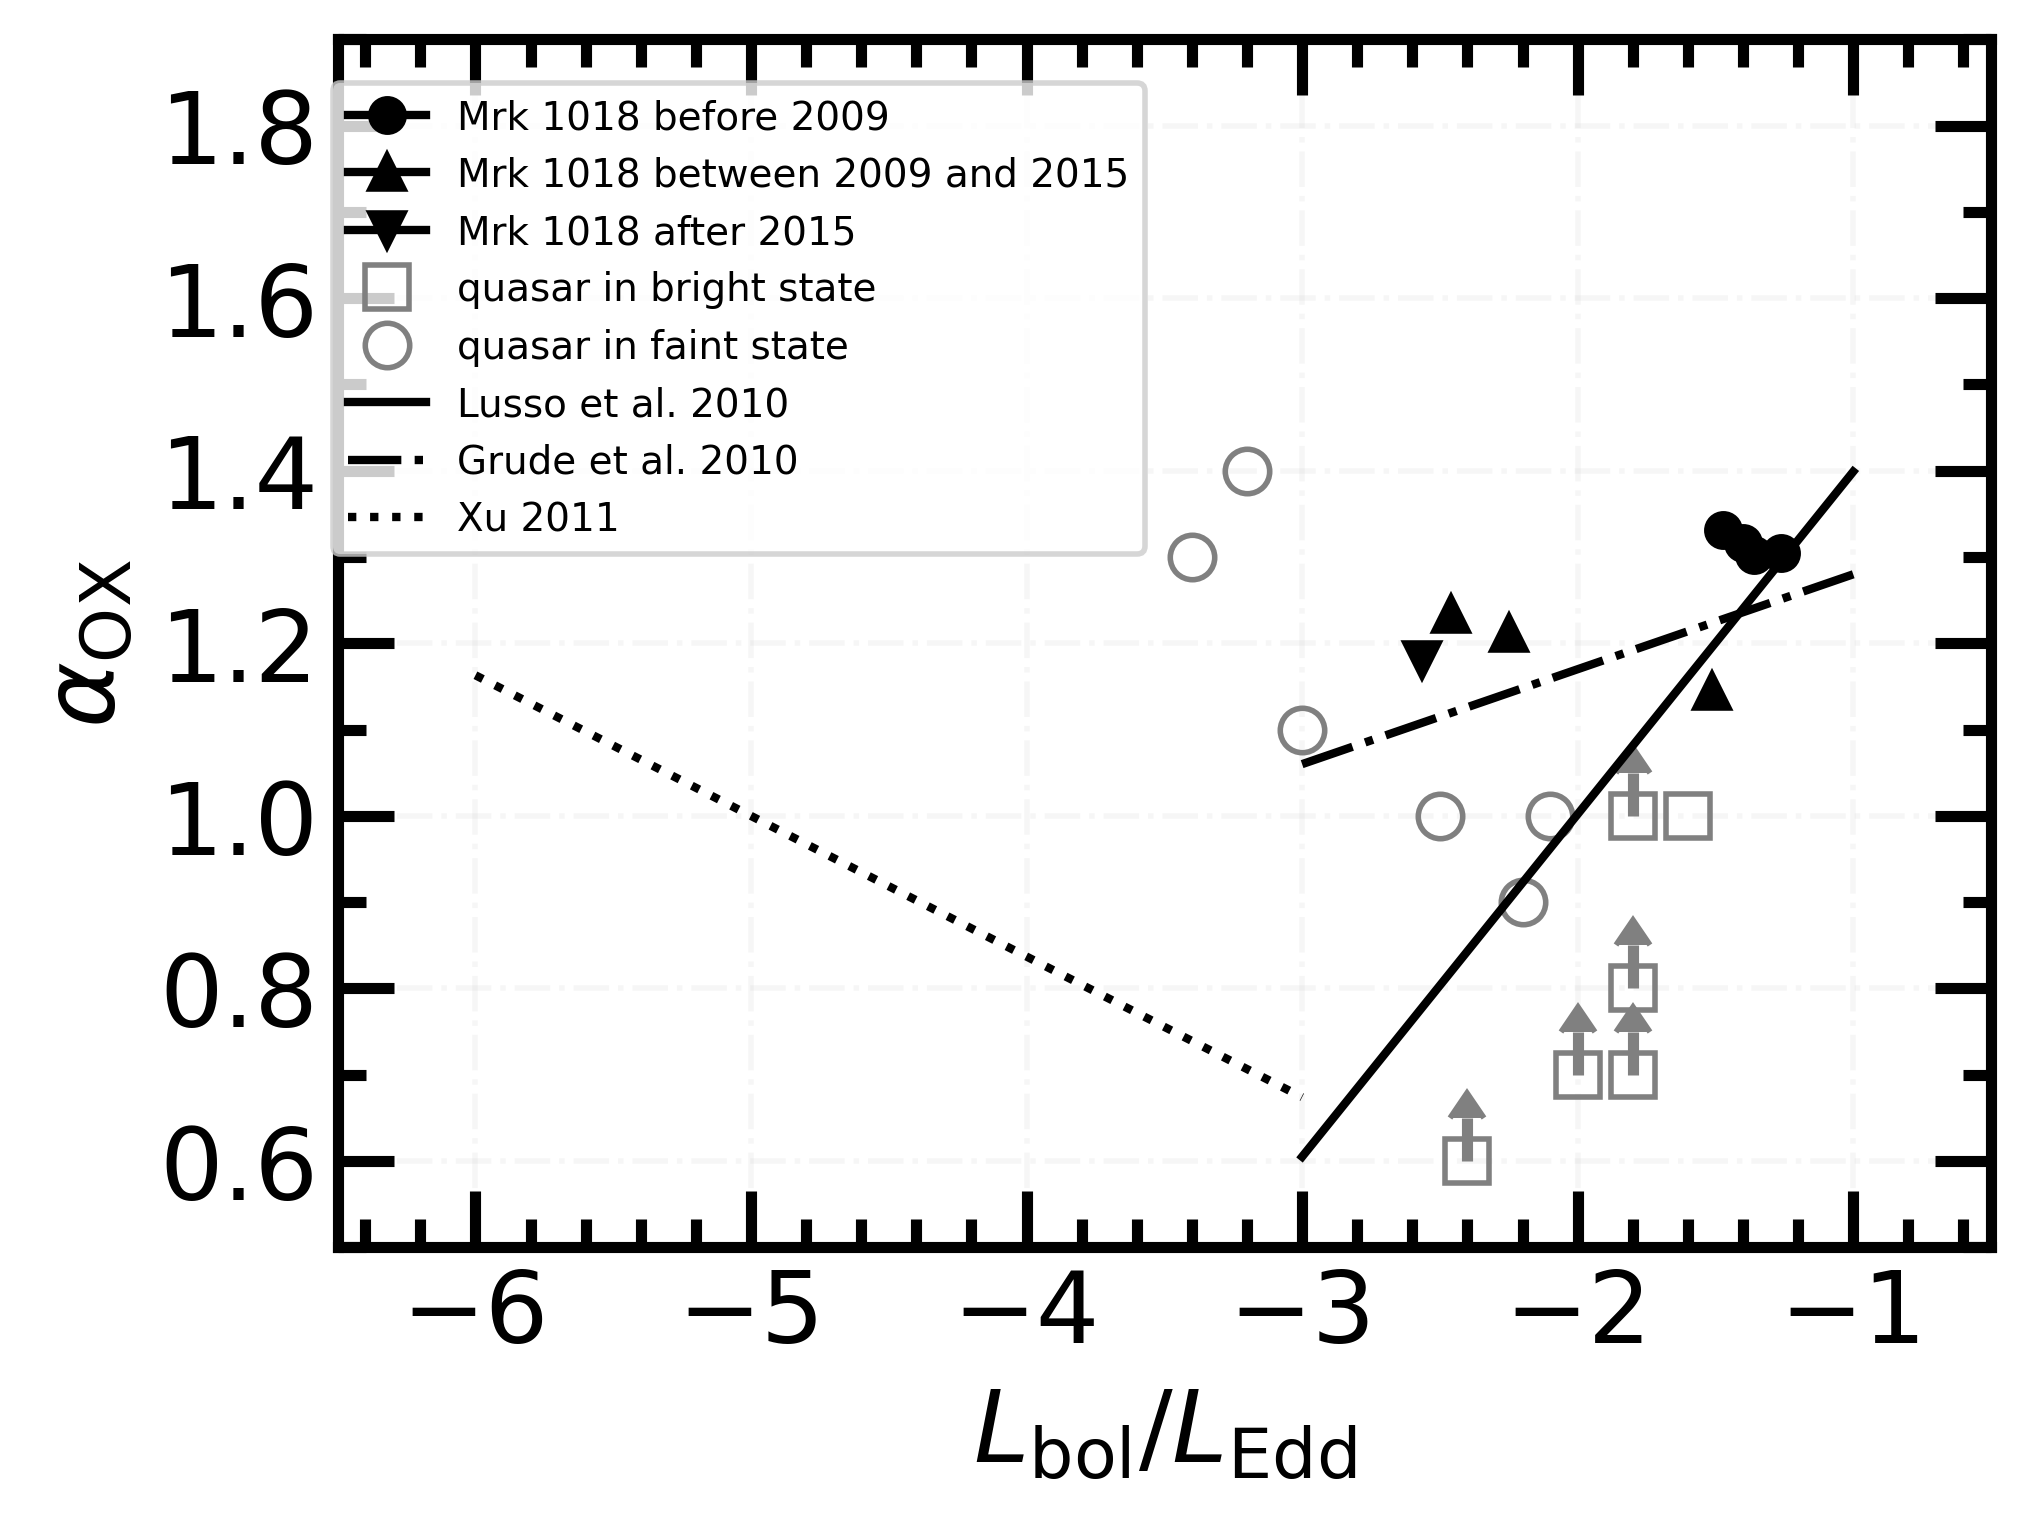 Mrk 1018 before 2009
Mrk 1018 between 2009 and 2015
Mrk 1018 after 2015
quasar in bright state
quasar in faint state
Lusso et al. 2010
Grude et al. 2010
Xu 2011
1.8
1.6
1.4
1.2
1.0
0.8
0.6
αOX
−6 −5 −4 −3 −2 −1
Lbol/LEdd